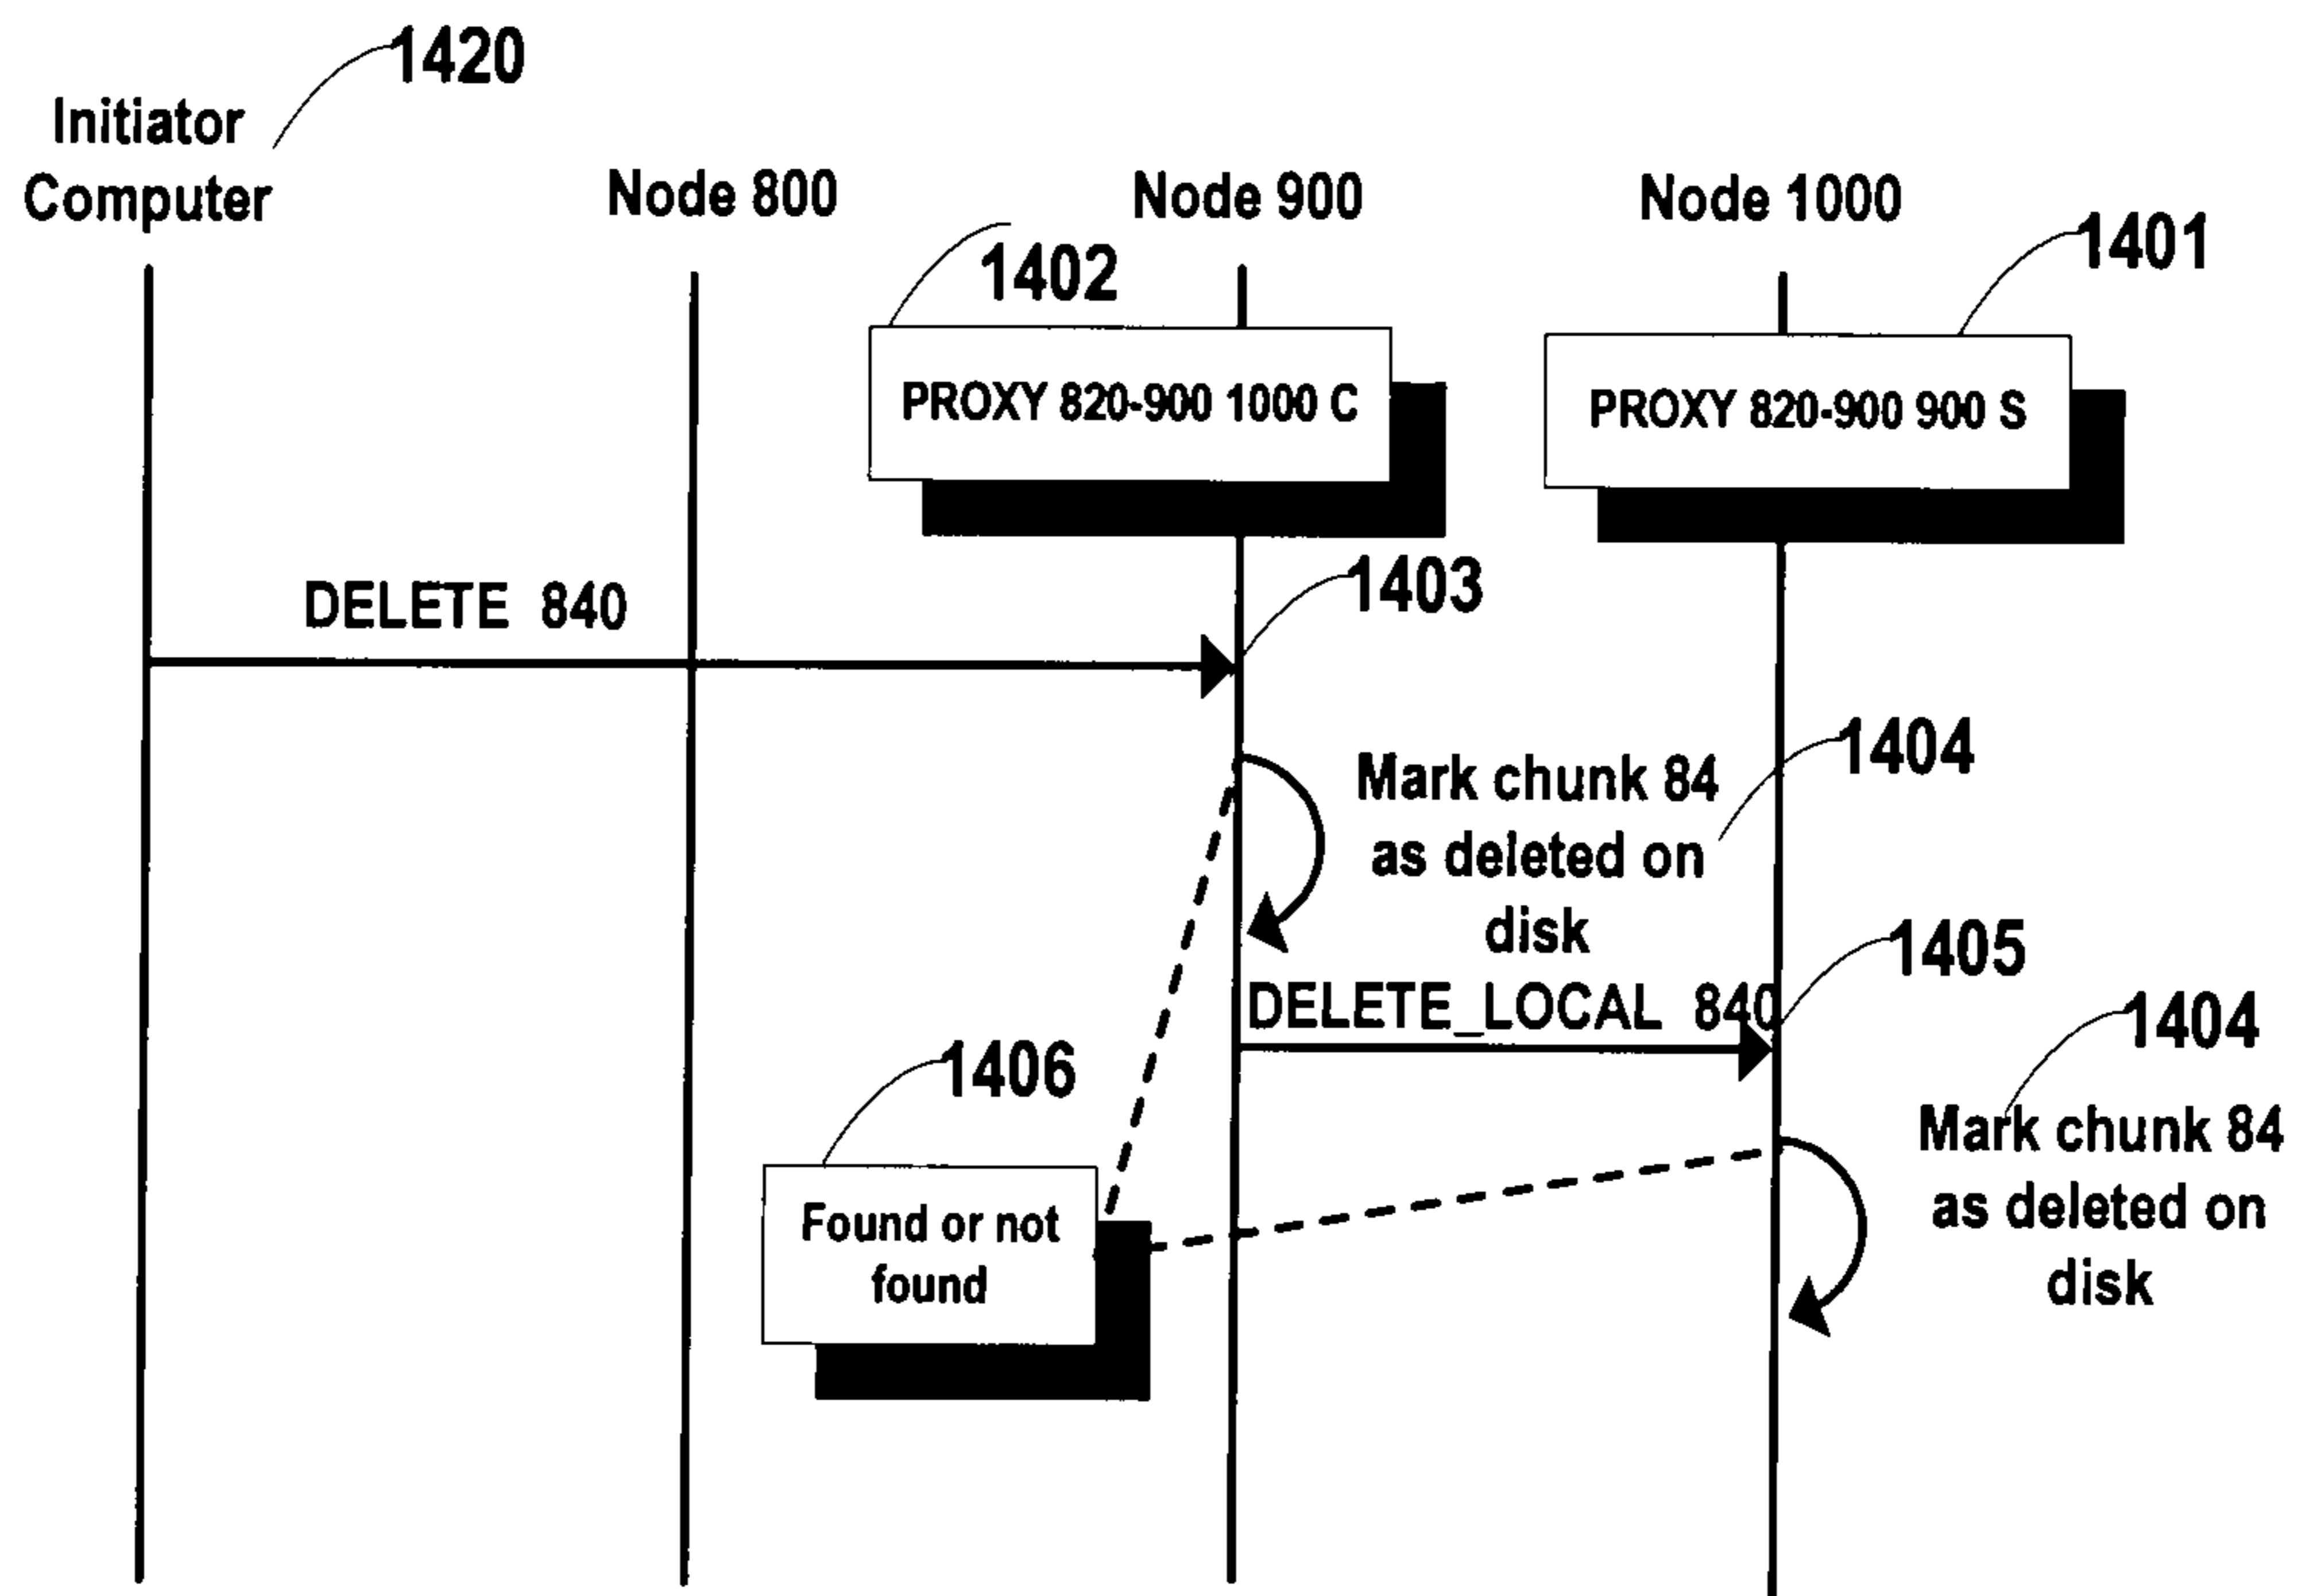 1420
Initiator
Computer
Node 800
Node 900
Node 1000
1402
1401
PROXY 820-900 1000 C
PROXY 820-900 900 S
DELETE 840
1403
1404
Mark chunk 84
as deleted on
disk
1405
DELETE_LOCAL 840
1404
Mark chunk 84
as deleted on
disk
1406
Found or not
found